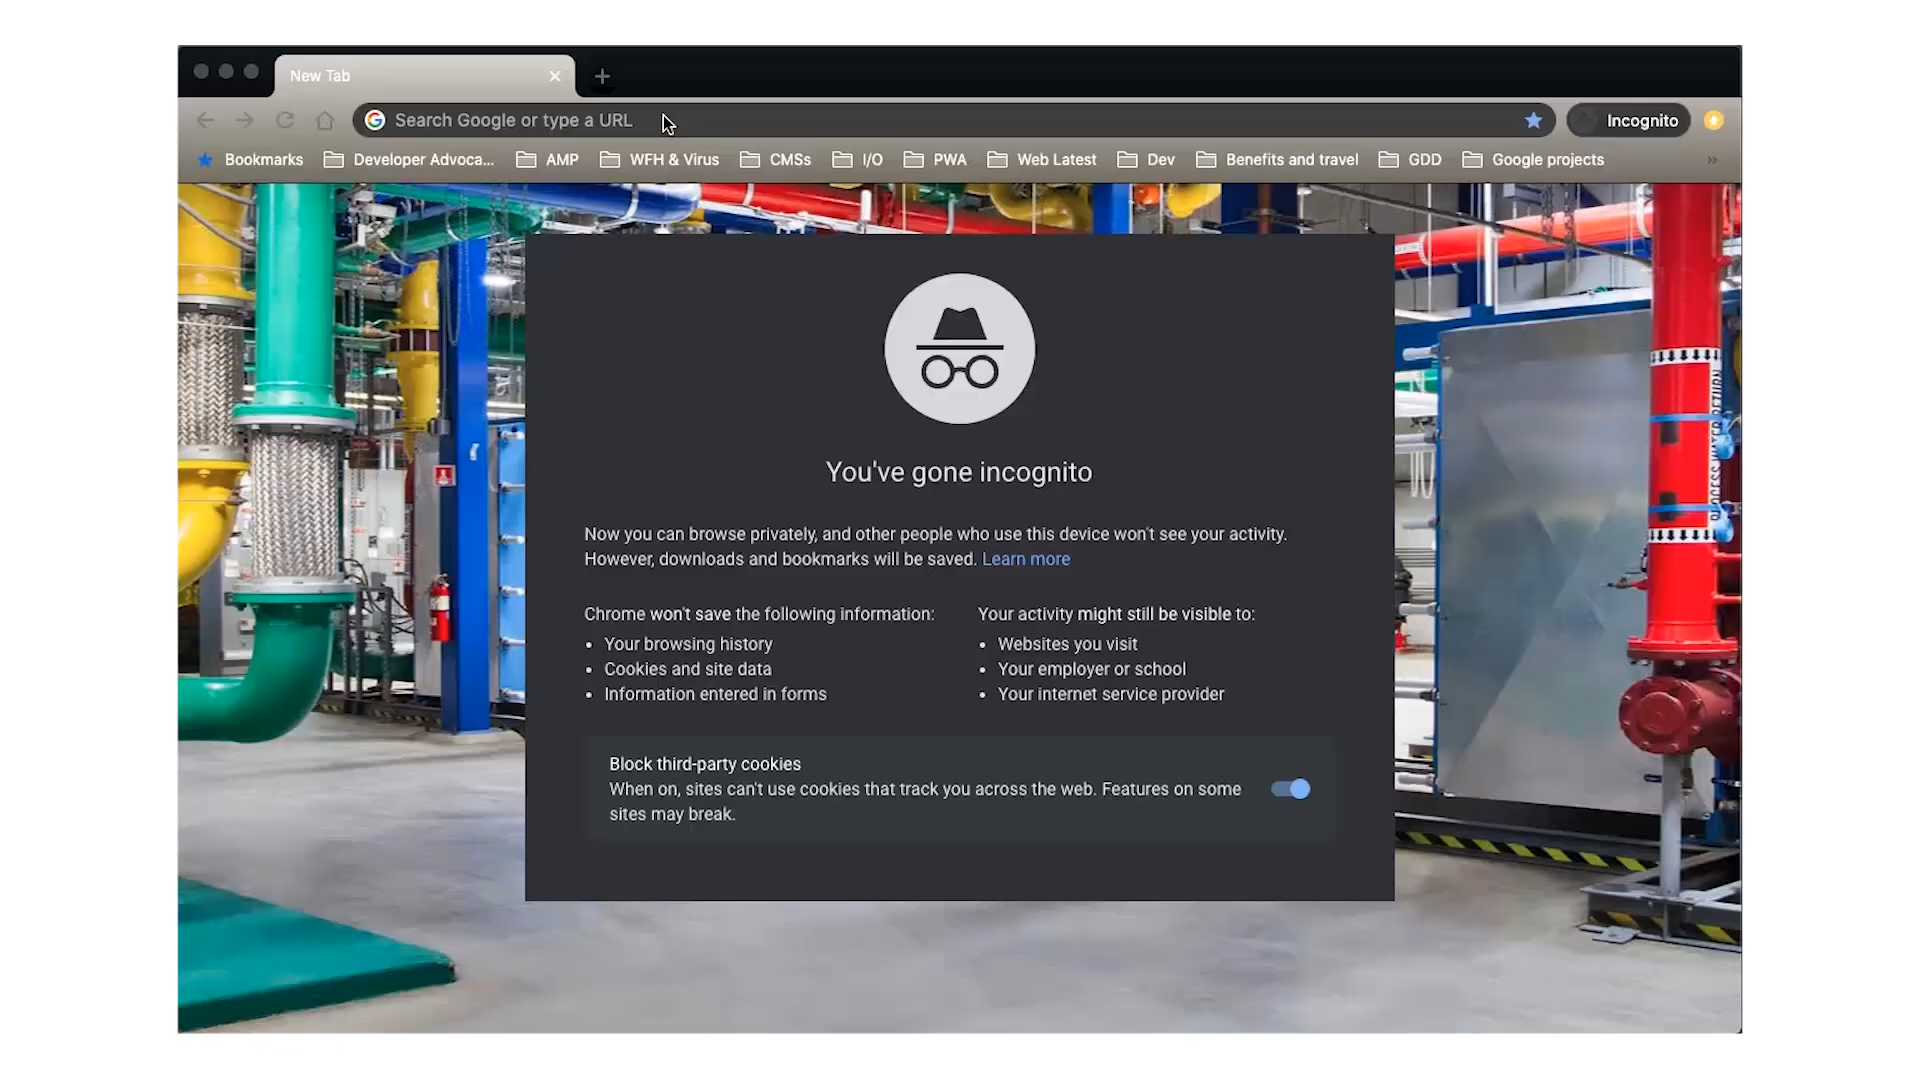 New Tab
Search Google or type a URL
Incognito
Bookmarks Developer Advoca... AMP WFH & Virus CMSs I/O PWA Web Latest Dev Benefits and travel GDD Google projects
You've gone incognito
Now you can browse privately, and other people who use this device won't see your activity.
However, downloads and bookmarks will be saved. Learn more
Chrome won't save the following information:
Your browsing history
Cookies and site data
Information entered in forms
Your activity might still be visible to:
Websites you visit
Your employer or school
Your internet service provider
Block third-party cookies
When on, sites can't use cookies that track you across the web. Features on some
sites may break.
PROCESS WATER RETURN